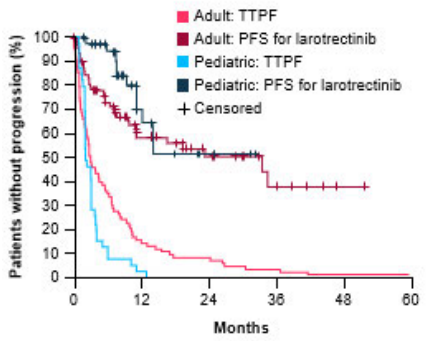 Adult: TTPF
Adult: PFS for larotrectinib
Pediatric: TTPF
Pediatric: PFS for larotrectinib
Censored
Patients without progression (%)
100
90
80
70
60
50
40
30
20
10
0
0 12 24 36 48 60
Months